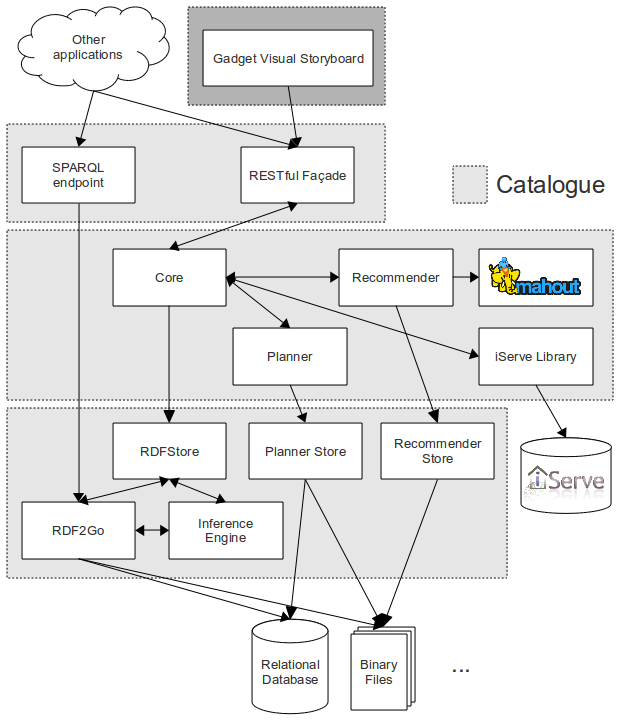 Other
applications
Gadget Visual Storyboard
SPARQL
endpoint
RESTful Façade
Catalogue
Core
Recommender
mahout
Planner
iServe Library
RDFStore
Planner Store
Recommender
Store
iServe
RDF2Go
Inference
Engine
Relational
Database
Binary
Files
...